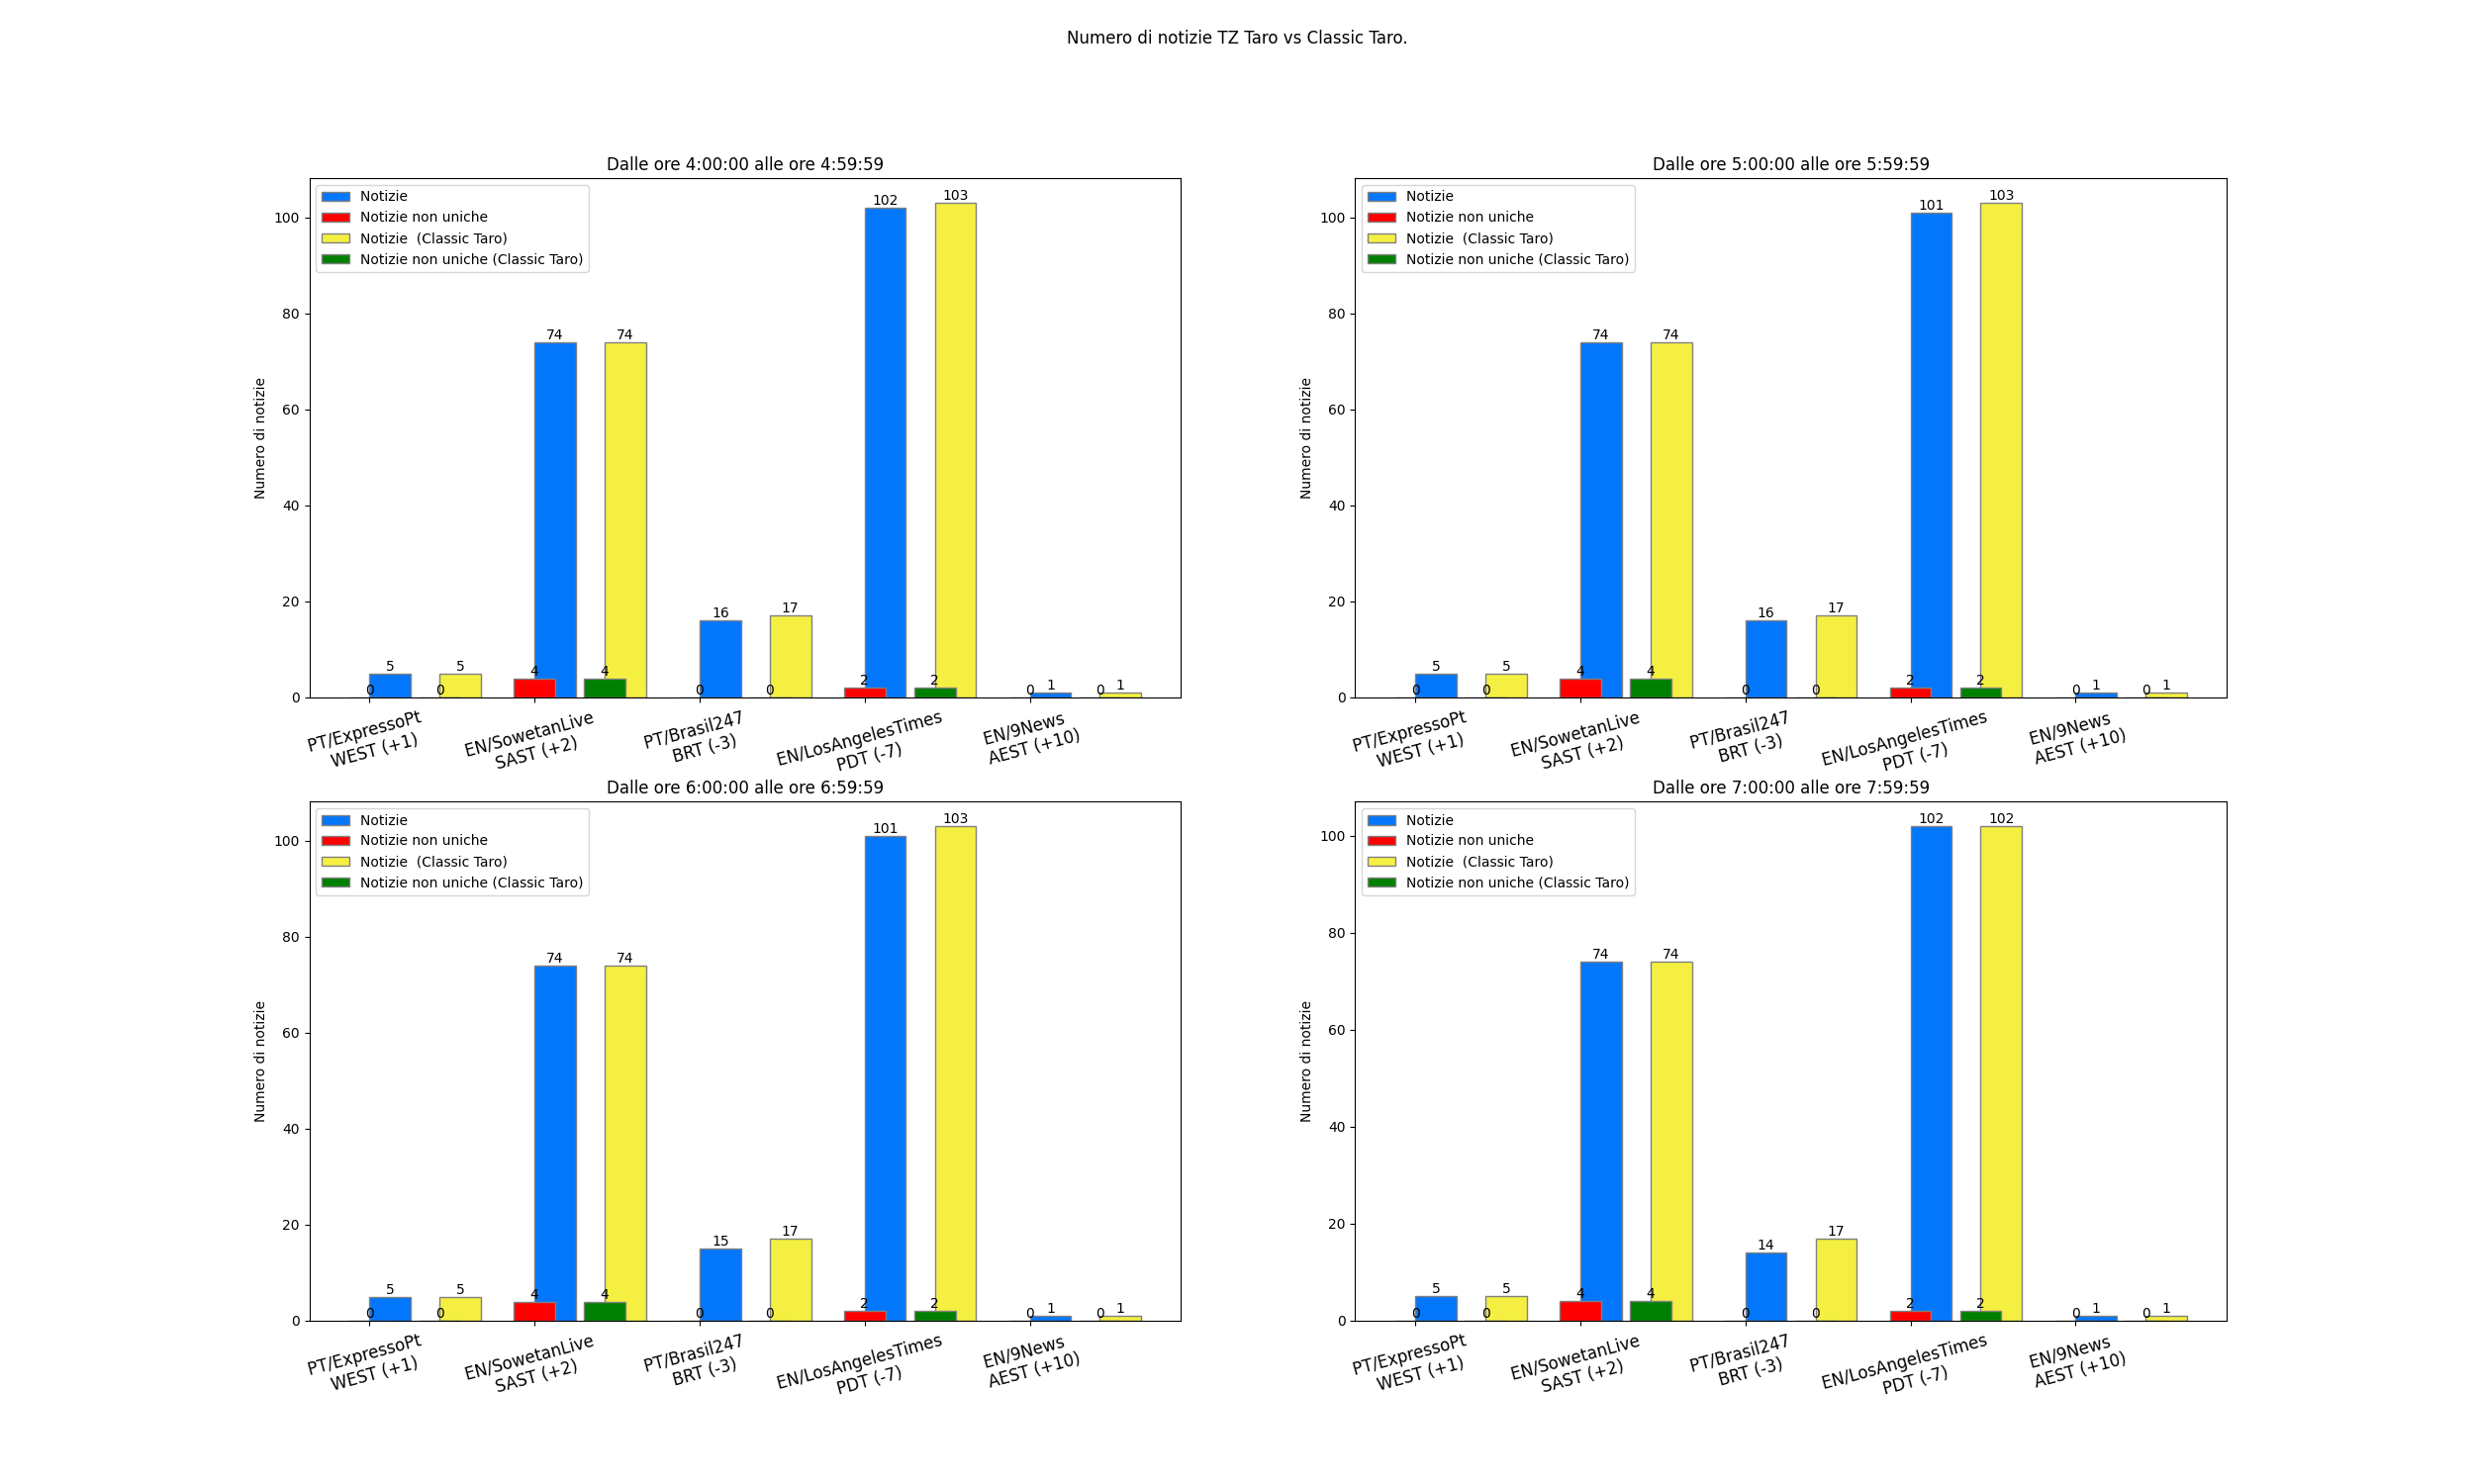 Numero di notizie TZ Taro vs Classic Taro.
Dalle ore 4:00:00 alle ore 4:59:59
Notizie
Notizie non uniche
Notizie  (Classic Taro)
Notizie non uniche (Classic Taro)
Numero di notizie
100
80
60
40
20
0
5
0
5
0
74
4
74
4
16
0
17
0
102
2
103
2
1
0
1
0
PT/ExpressoPt
WEST (+1)
EN/SowetanLive
SAST (+2)
PT/Brasil247
BRT (-3)
EN/LosAngelesTimes
PDT (-7)
EN/9News
AEST (+10)
Dalle ore 5:00:00 alle ore 5:59:59
Notizie
Notizie non uniche
Notizie  (Classic Taro)
Notizie non uniche (Classic Taro)
Numero di notizie
100
80
60
40
20
0
5
0
5
0
74
4
74
4
16
0
17
0
101
2
103
2
1
0
1
0
PT/ExpressoPt
WEST (+1)
EN/SowetanLive
SAST (+2)
PT/Brasil247
BRT (-3)
EN/LosAngelesTimes
PDT (-7)
EN/9News
AEST (+10)
Dalle ore 6:00:00 alle ore 6:59:59
Notizie
Notizie non uniche
Notizie  (Classic Taro)
Notizie non uniche (Classic Taro)
Numero di notizie
100
80
60
40
20
0
5
0
5
0
74
4
74
4
15
0
17
0
101
2
103
2
1
0
1
0
PT/ExpressoPt
WEST (+1)
EN/SowetanLive
SAST (+2)
PT/Brasil247
BRT (-3)
EN/LosAngelesTimes
PDT (-7)
EN/9News
AEST (+10)
Dalle ore 7:00:00 alle ore 7:59:59
Notizie
Notizie non uniche
Notizie  (Classic Taro)
Notizie non uniche (Classic Taro)
Numero di notizie
100
80
60
40
20
0
5
0
5
0
74
4
74
4
14
0
17
0
102
2
102
2
1
0
1
0
PT/ExpressoPt
WEST (+1)
EN/SowetanLive
SAST (+2)
PT/Brasil247
BRT (-3)
EN/LosAngelesTimes
PDT (-7)
EN/9News
AEST (+10)